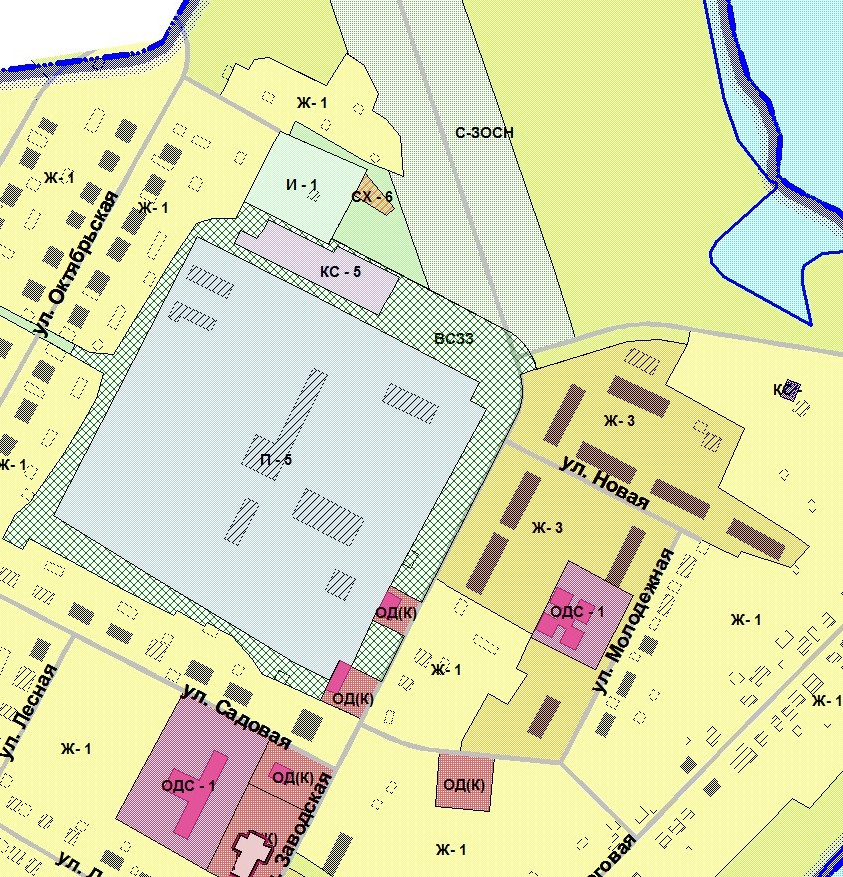 Ж- 1
С-ЗОСН
Ж- 1
И - 1
СХ - 6
Ж- 1
ул. Октябрьская
КС - 5
ВСЗЗ
Ж- 3
Ж- 1
П - 5
ул. Новая
Ж- 3
ОД(К)
ОДС - 1
ул. Молодежная
Ж- 1
Ж- 1
ОД(К)
Ж- 1
ул. Садовая
ул. Лесная
Ж- 1
ОДС - 1
ОД(К)
ОД(К)
Заводская
Ж- 1